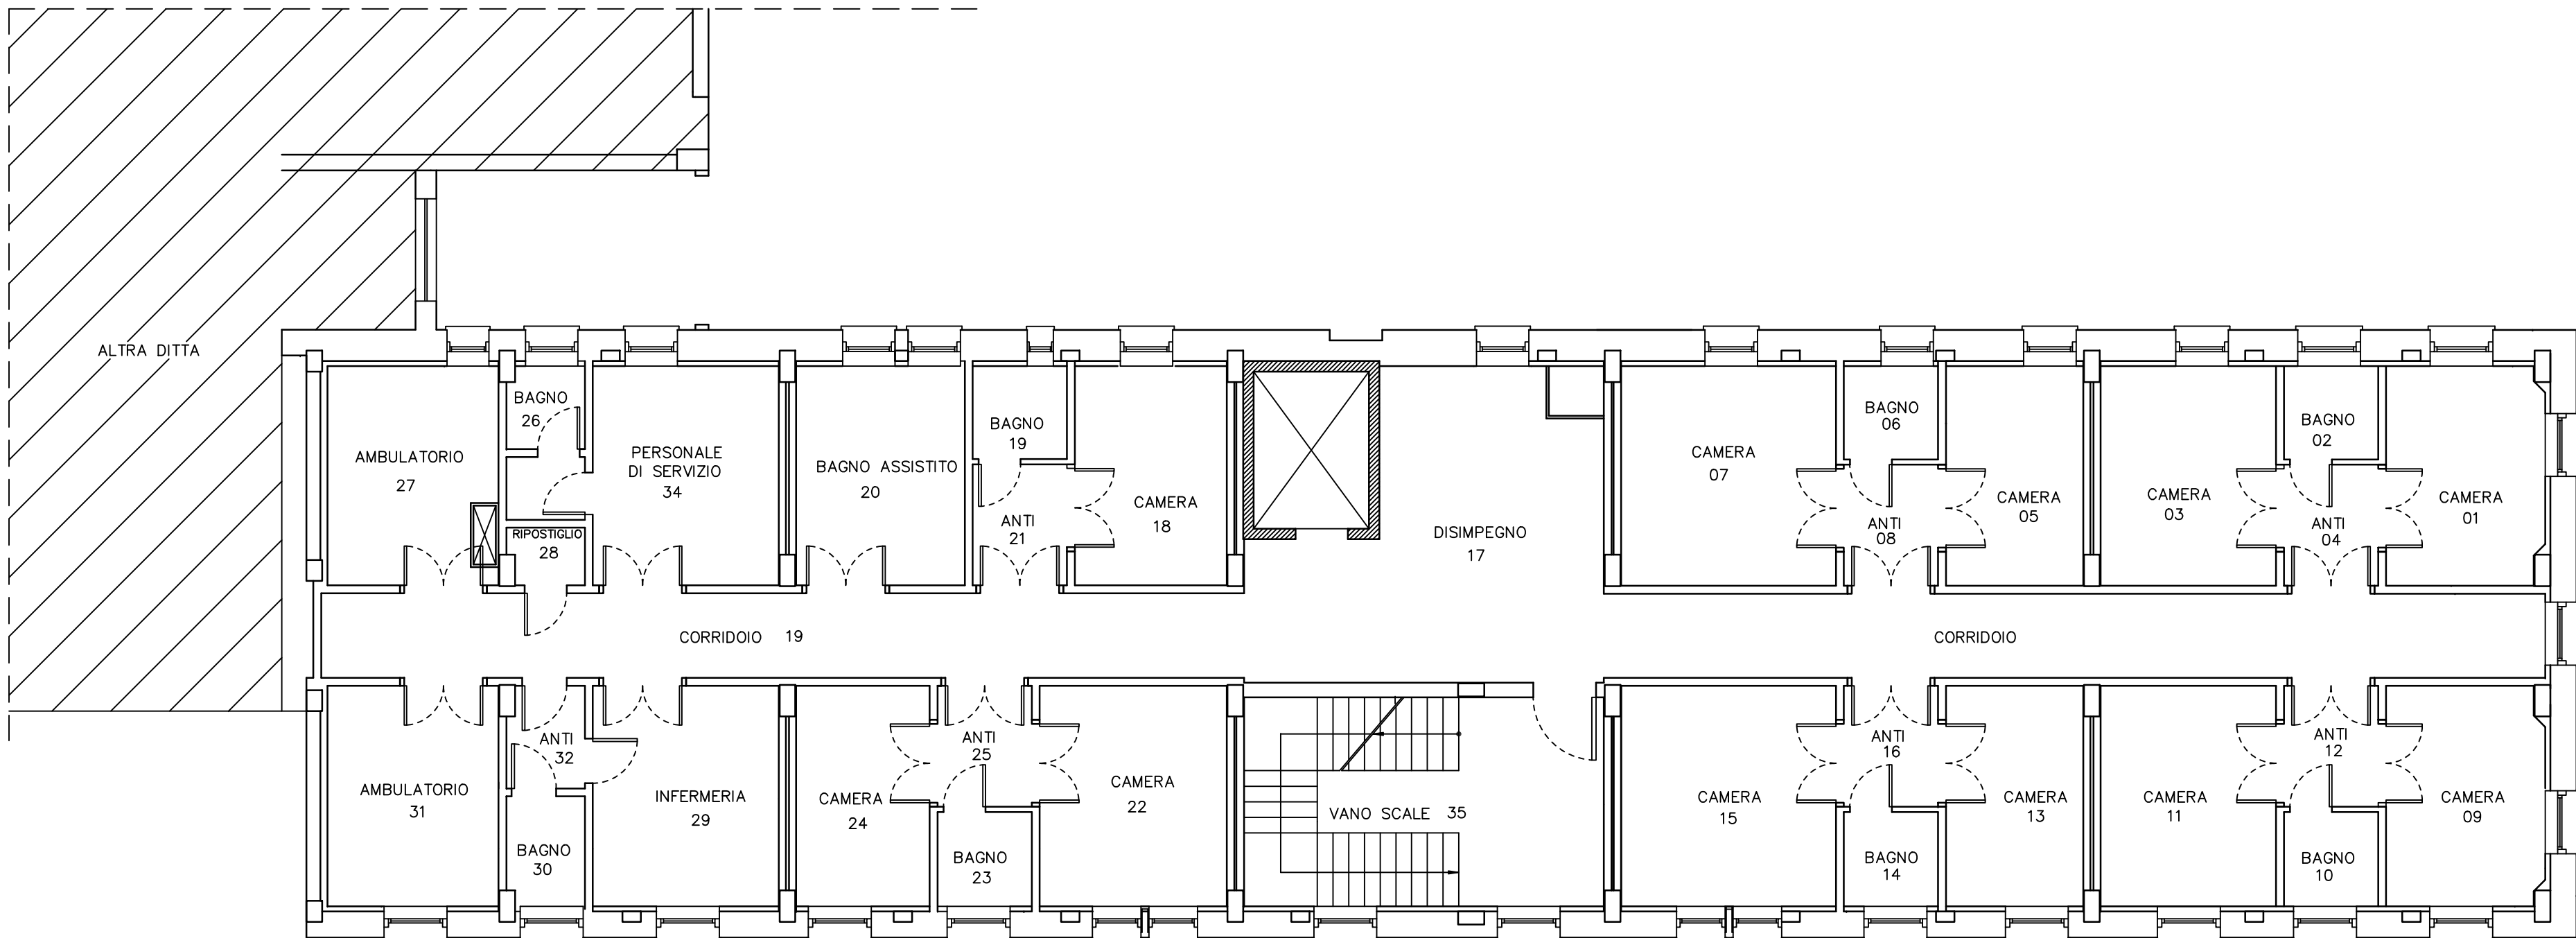 ALTRA DITTA
AMBULATORIO
27
BAGNO
26
RIPOSTIGLIO
28
PERSONALE
DI SERVIZIO
34
BAGNO ASSISTITO
20
BAGNO
19
ANTI
21
CAMERA
18
DISIMPEGNO
17
CAMERA
07
BAGNO
06
ANTI
08
CAMERA
05
CAMERA
03
BAGNO
02
ANTI
04
CAMERA
01
CORRIDOIO 19
CORRIDOIO
AMBULATORIO
31
ANTI
32
BAGNO
30
INFERMERIA
29
CAMERA
24
ANTI
25
BAGNO
23
CAMERA
22
VANO SCALE 35
CAMERA
15
ANTI
16
BAGNO
14
CAMERA
13
CAMERA
11
ANTI
12
BAGNO
10
CAMERA
09